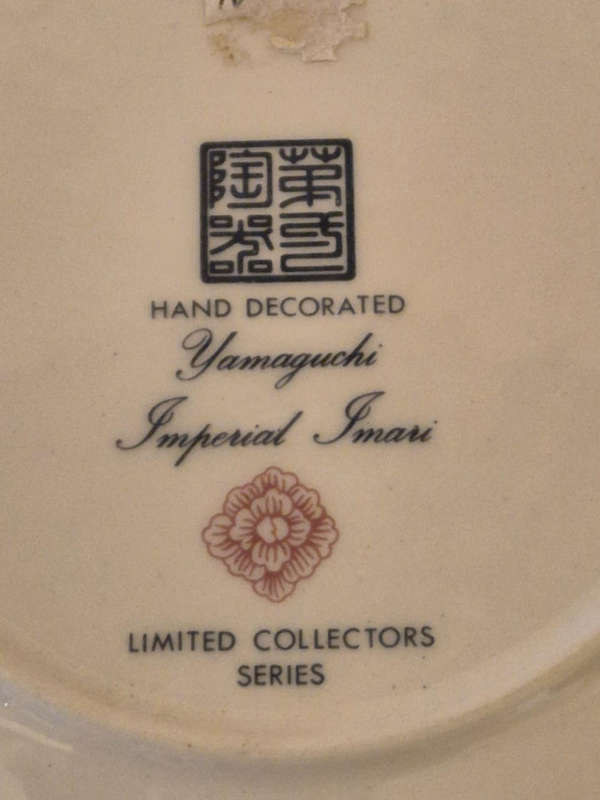 陶器
HAND DECORATED
Yamaguchi
Imperial Imari
LIMITED COLLECTORS
SERIES